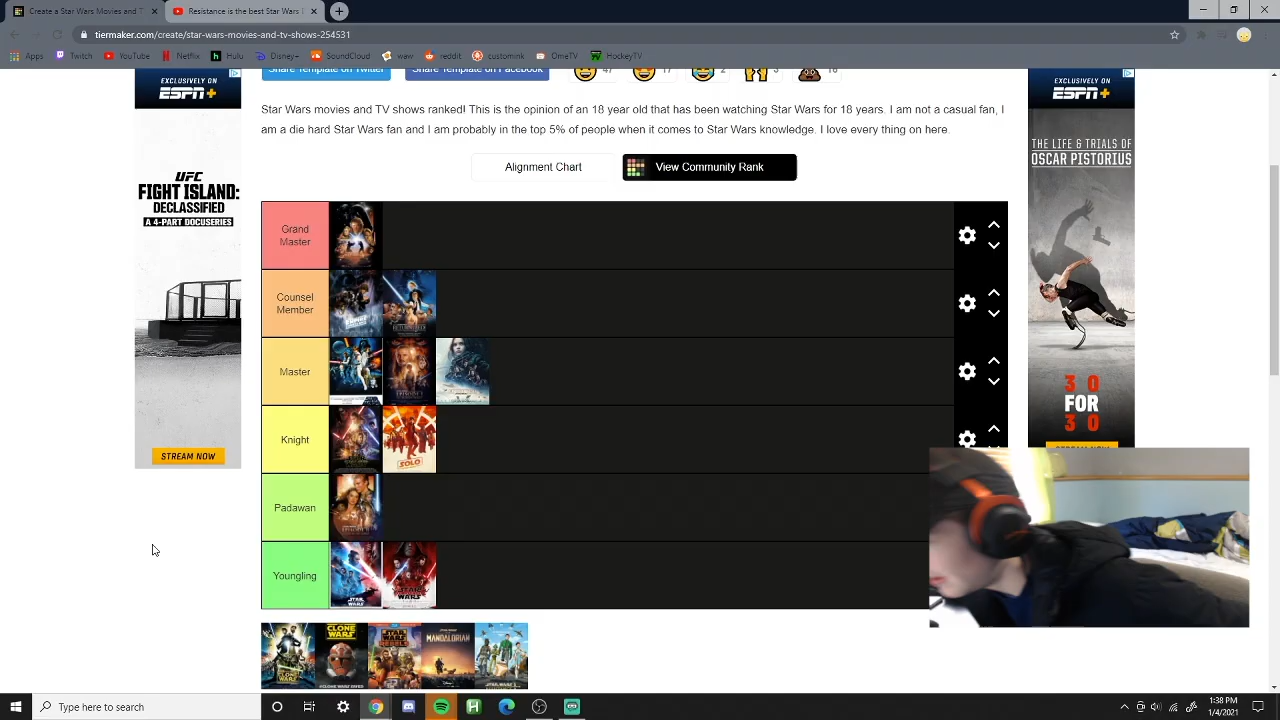 Create a Star Wars Movies and T
Resistance is Star Wars E
tiermaker.com/create/star-wars-movies-and-tv-shows-254531
Apps Twitch YouTube Netflix Hulu Disney+ SoundCloud waw reddit customink OmeTV HockeyTV
Share Template on Twitter Share Template on Facebook 47 17 2 3 18
EXCLUSIVELY ON
ESPN+
UFC
FIGHT ISLAND:
DECLASSIFIED
A 4-PART DOCUSERIES
STREAM NOW
Star Wars movies and TV shows ranked! This is the opinion of an 18 year old that has been watching Star Wars for 18 years. I am not a casual fan, I
am a die hard Star Wars fan and I am probably in the top 5% of people when it comes to Star Wars knowledge. I love every thing on here.
Alignment Chart View Community Rank
Grand
Master
Counsel
Member
Master
Knight
SOLO
Padawan
Youngling
STAR
WARS
CLONE
WARS
STAR
WARS
REBELS
MANDALORIAN
EXCLUSIVELY ON
ESPN+
THE LIFE & TRIALS OF
OSCAR PISTORIUS
30
FOR
30
Type here to search
1:38 PM
1/4/2021